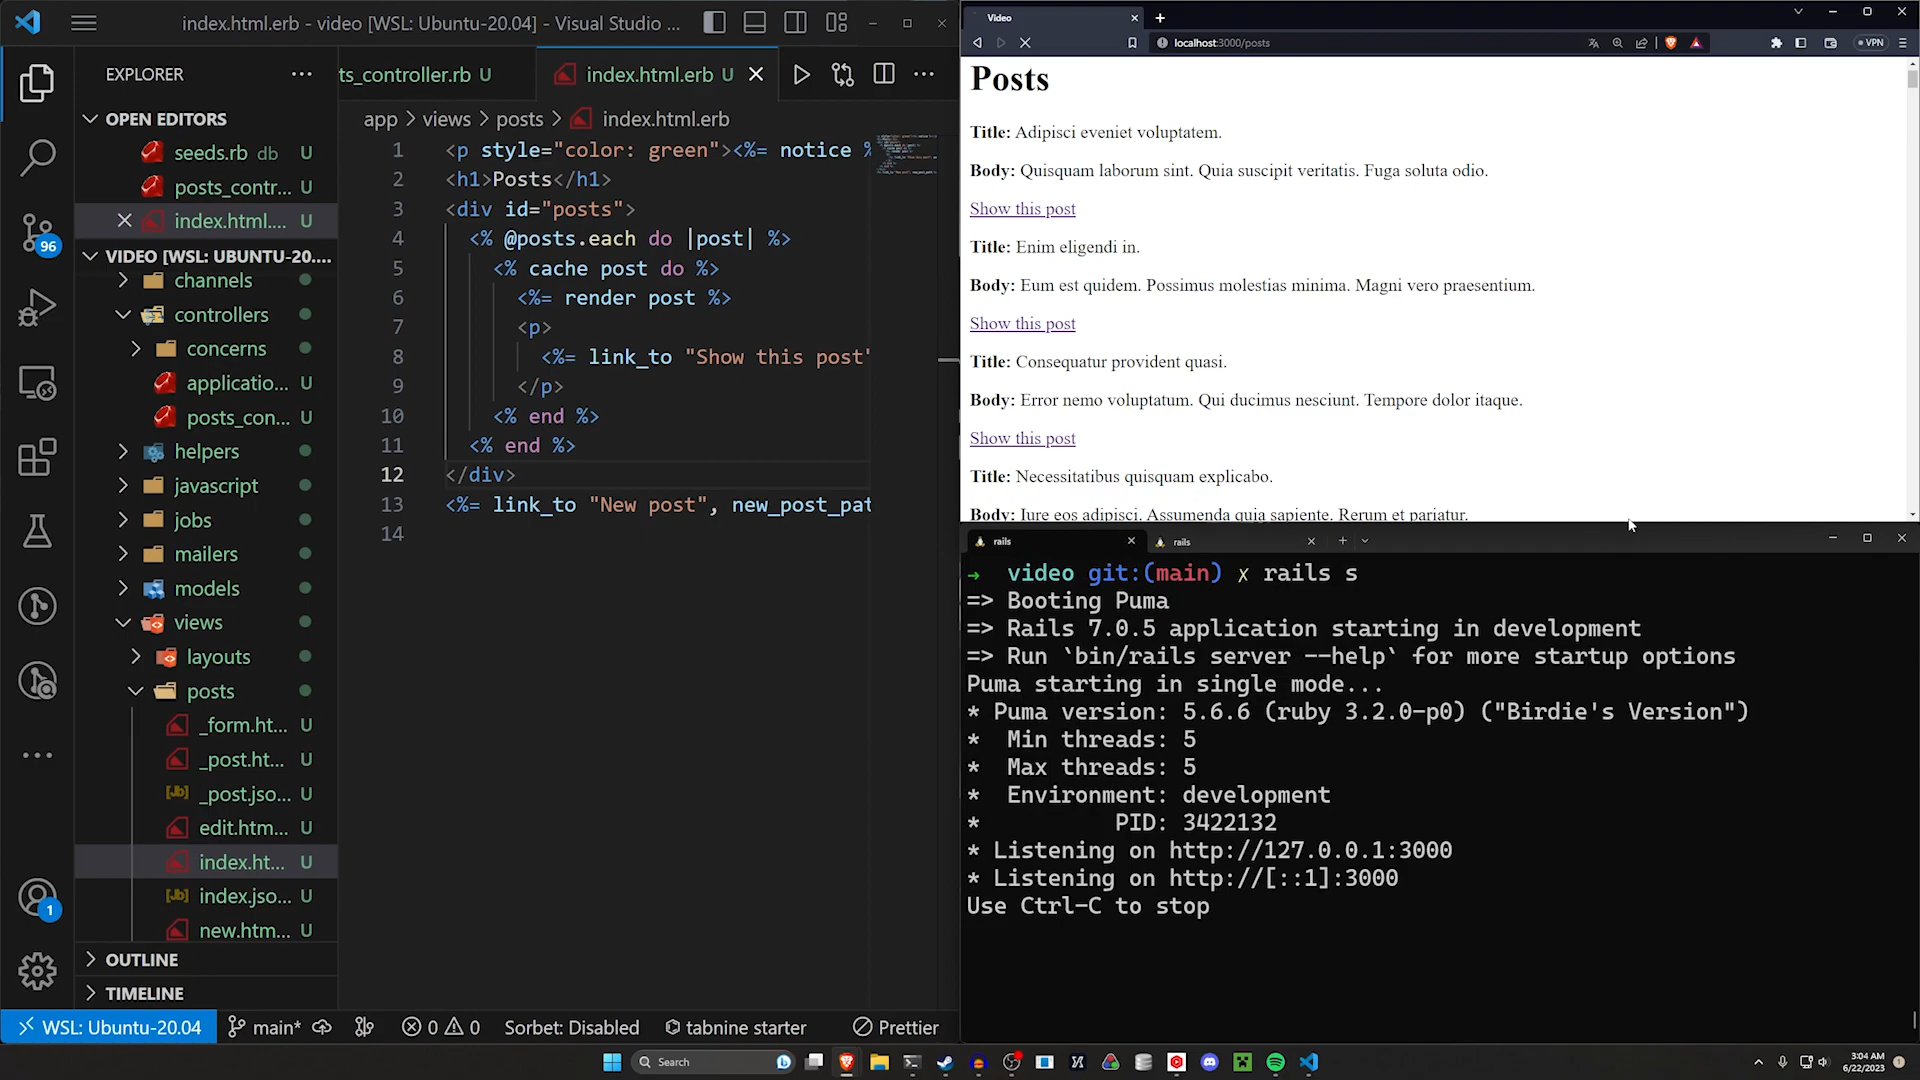 index.html.erb - video [WSL: Ubuntu-20.04] - Visual Studio ...
EXPLORER
OPEN EDITORS
seeds.rb db U
posts_contr... U
index.html.... U
VIDEO [WSL: UBUNTU-20....
channels
controllers
concerns
applicatio... U
posts_con... U
helpers
javascript
jobs
mailers
models
views
layouts
posts
_form.ht... U
_post.ht... U
_post.jso... U
edit.htm... U
index.ht... U
index.jso... U
new.htm... U
OUTLINE
TIMELINE
96
1
ts_controller.rb U
index.html.erb U
app > views > posts > index.html.erb
1 <p style="color: green"><%= notice %
2 <h1>Posts</h1>
3 <div id="posts">
4 <% @posts.each do |post| %>
5 <% cache post do %>
6 <%= render post %>
7 <p>
8 <%= link_to "Show this post"
9 </p>
10 <% end %>
11 <% end %>
12 </div>
13 <%= link_to "New post", new_post_pat
14
WSL: Ubuntu-20.04 main* 0 0 Sorbet: Disabled tabnine starter Prettier
Video
localhost:3000/posts
VPN
Posts
Title: Adipisci eveniet voluptatem.
Body: Quisquam laborum sint. Quia suscipit veritatis. Fuga soluta odio.
Show this post
Title: Enim eligendi in.
Body: Eum est quidem. Possimus molestias minima. Magni vero praesentium.
Show this post
Title: Consequatur provident quasi.
Body: Error nemo voluptatum. Qui ducimus nesciunt. Tempore dolor itaque.
Show this post
Title: Necessitatibus quisquam explicabo.
Body: Iure eos adipisci. Assumenda quia sapiente. Rerum et pariatur.
rails
rails
→ video git:(main) x rails s
=> Booting Puma
=> Rails 7.0.5 application starting in development
=> Run `bin/rails server --help` for more startup options
Puma starting in single mode...
* Puma version: 5.6.6 (ruby 3.2.0-p0) ("Birdie's Version")
* Min threads: 5
* Max threads: 5
* Environment: development
* PID: 3422132
* Listening on http://127.0.0.1:3000
* Listening on http://[::1]:3000
Use Ctrl-C to stop
Search
3:04 AM
6/22/2023